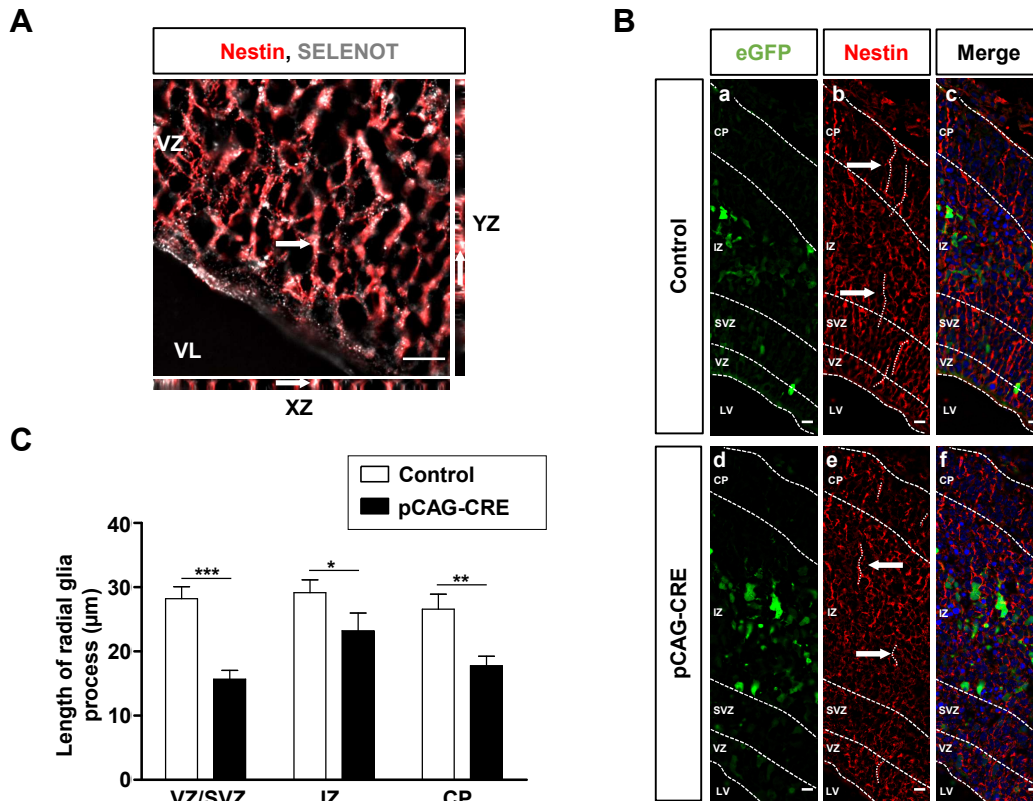 A
Nestin, SELENOT
VZ
VL
YZ
XZ
B
eGFP
Nestin
Merge
Control
a
b
c
CP
CP
CP
IZ
IZ
IZ
SVZ
SVZ
SVZ
VZ
VZ
VZ
LV
LV
LV
pCAG-CRE
d
e
f
CP
CP
CP
IZ
IZ
IZ
SVZ
SVZ
SVZ
VZ
VZ
VZ
LV
LV
LV
C
Control
pCAG-CRE
Length of radial glia
process (µm)
40
30
20
10
0
***
*
**
VZ/SVZ
IZ
CP